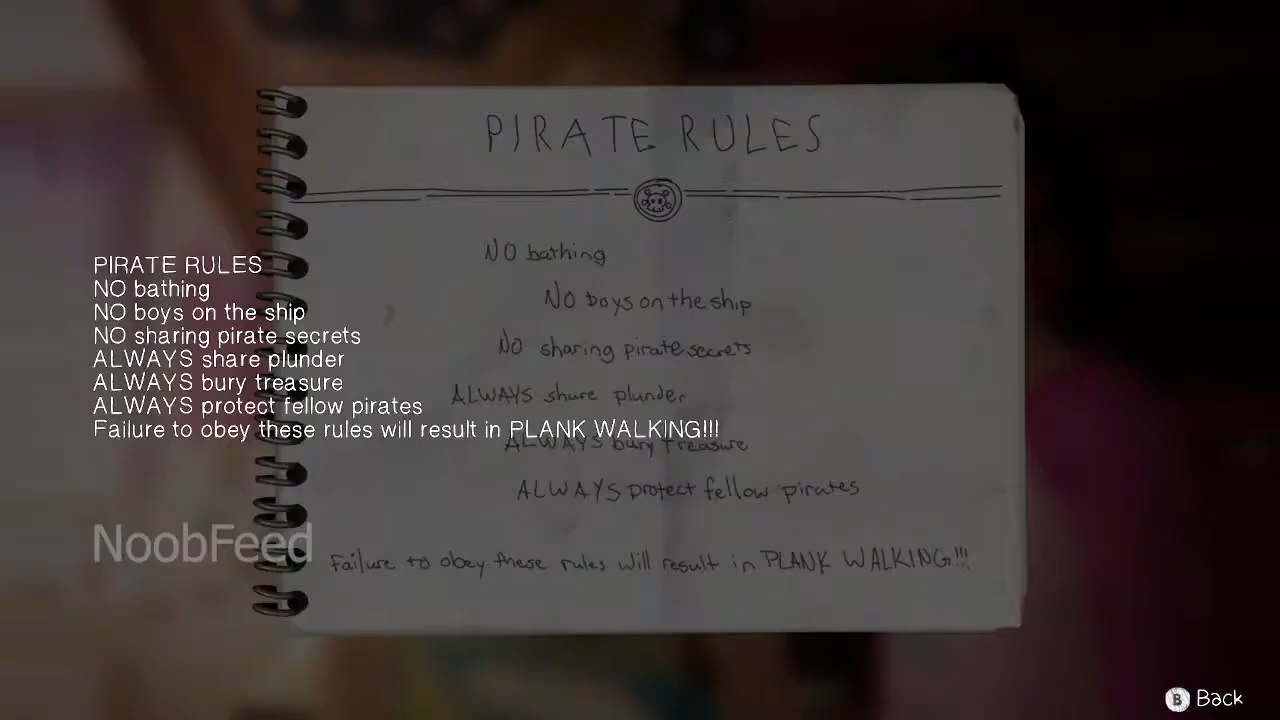 PIRATE RULES
NO bathing
NO boys on the ship
NO sharing pirate secrets
ALWAYS share plunder
ALWAYS bury treasure
ALWAYS protect fellow pirates
Failure to obey these rules will result in PLANK WALKING!!!
PIRATE RULES
NO bathing
NO boys on the ship
NO sharing pirate secrets
ALWAYS share plunder
ALWAYS bury treasure
ALWAYS protect fellow pirates
Failure to obey these rules will result in PLANK WALKING!!!
NoobFeed
B Back